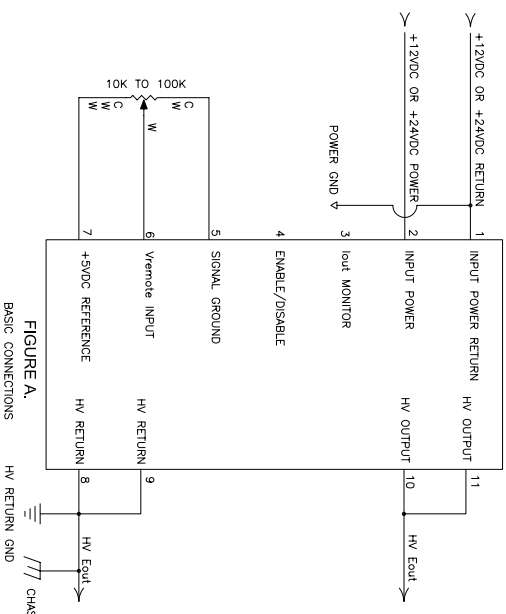 +12VDC OR +24VDC RETURN
+12VDC OR +24VDC POWER
POWER GND
10K TO 100K
W
1 INPUT POWER RETURN
2 INPUT POWER
3 Iout MONITOR
4 ENABLE/DISABLE
5 SIGNAL GROUND
6 Vremote INPUT
7 +5VDC REFERENCE
HV OUTPUT 11
HV OUTPUT 10
HV RETURN 9
HV RETURN 8
HV Eout
HV Eout
HV RETURN GND
CHAS
FIGURE A.
BASIC CONNECTIONS